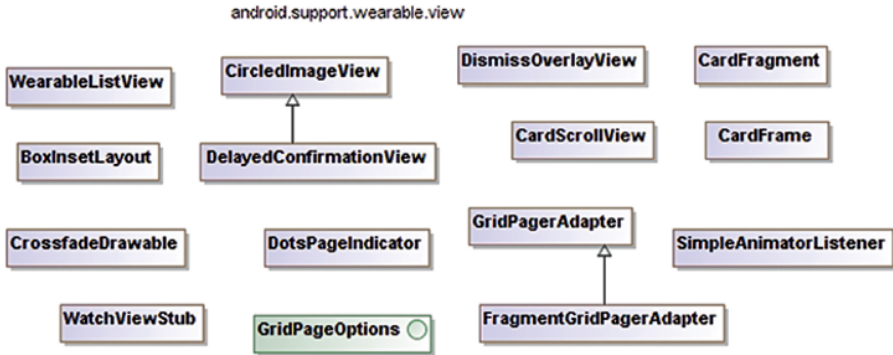 android.support.wearable.view
WearableListView
CircledImageView
DismissOverlayView
CardFragment
BoxInsetLayout
DelayedConfirmationView
CardScrollView
CardFrame
CrossfadeDrawable
DotsPageIndicator
GridPagerAdapter
SimpleAnimatorListener
WatchViewStub
GridPageOptions
FragmentGridPagerAdapter